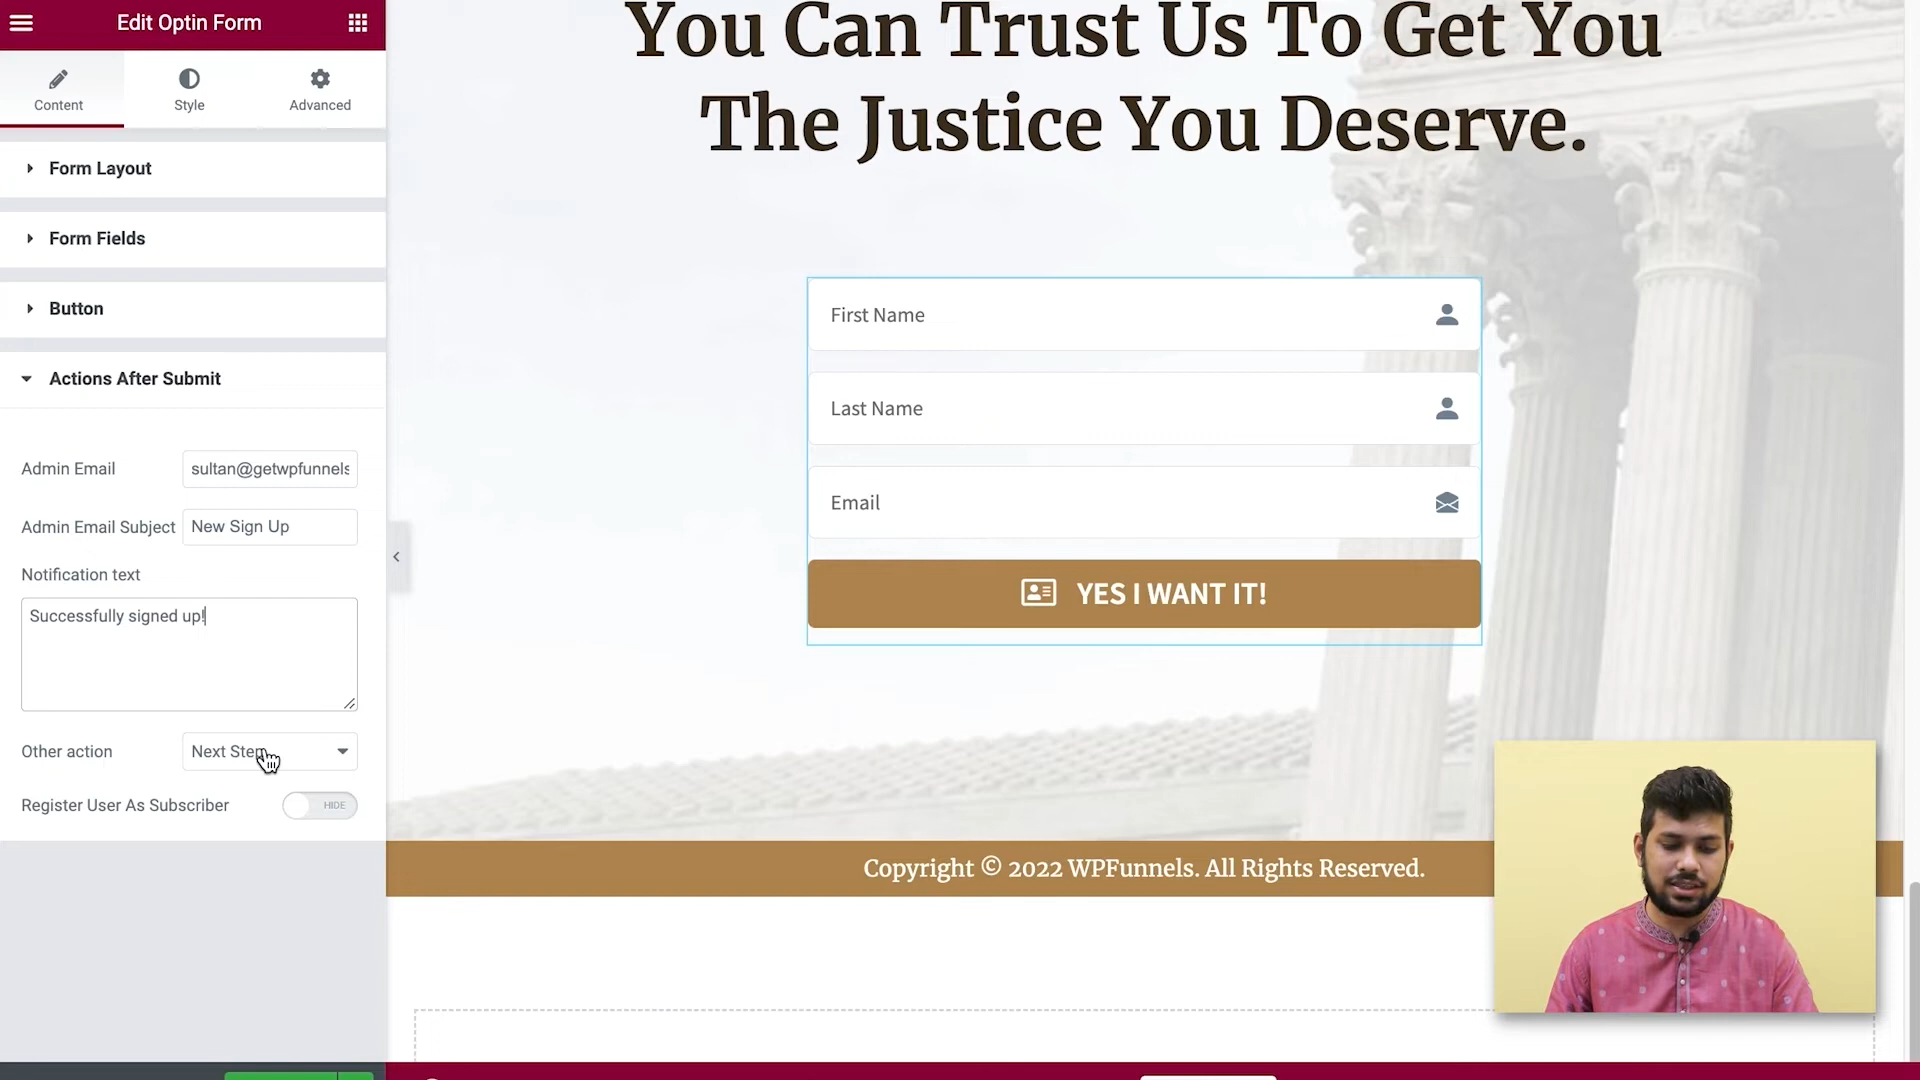 Edit Optin Form
Content
Style
Advanced
Form Layout
Form Fields
Button
Actions After Submit
Admin Email
sultan@getwpfunnels
Admin Email Subject
New Sign Up
Notification text
Successfully signed up!
Other action
Next Step
Register User As Subscriber
HIDE
You Can Trust Us To Get You
The Justice You Deserve.
First Name
Last Name
Email
YES I WANT IT!
Copyright © 2022 WPFunnels. All Rights Reserved.